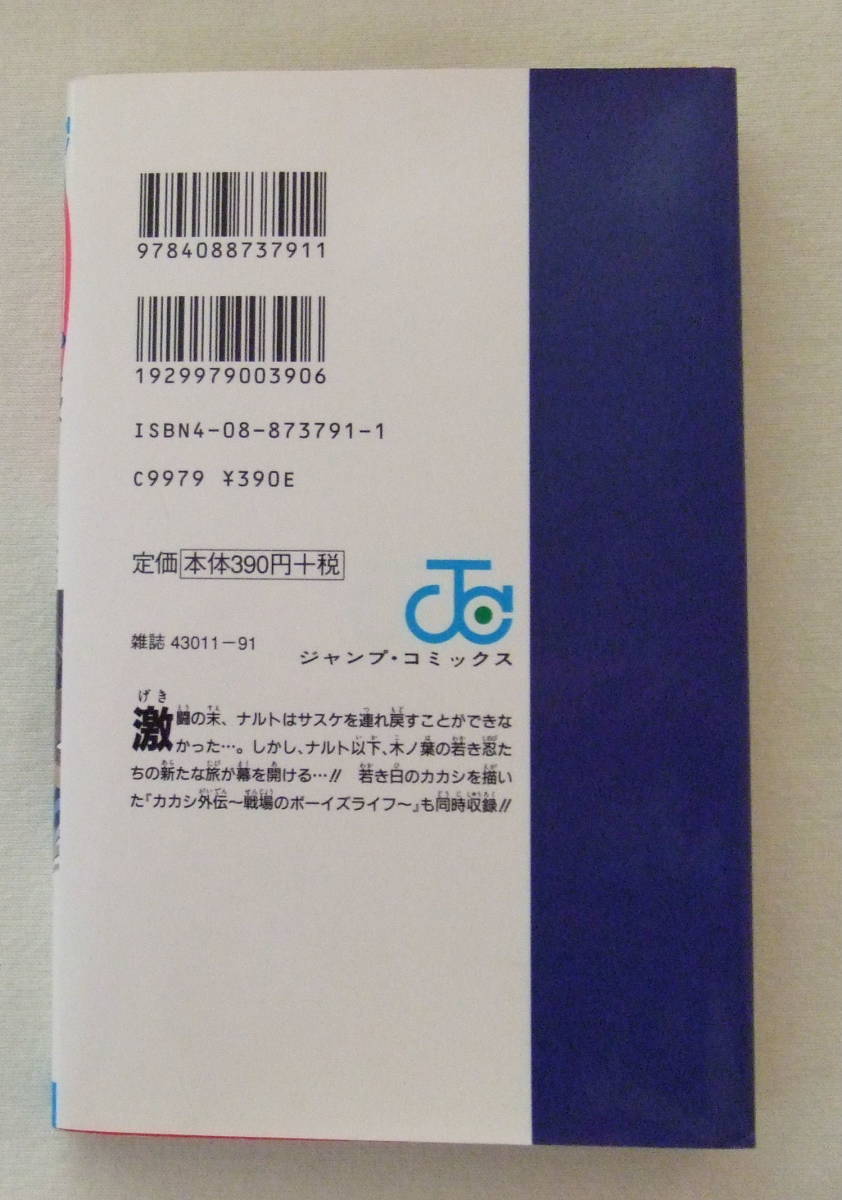 9784088737911
1929979003906
ISBN4-08-873791-1
C9979 ¥390E
定価 本体390円+税
雑誌 43011-91
ジャンプ・コミックス
激闘の末、ナルトはサスケを連れ戻すことができな
かった…。しかし、ナルト以下、木ノ葉の若き忍た
ちの新たな旅が幕を開ける…!! 若き日のカカシを描い
た『カカシ外伝~戦場のボーイズライフ~』も同時収録!!